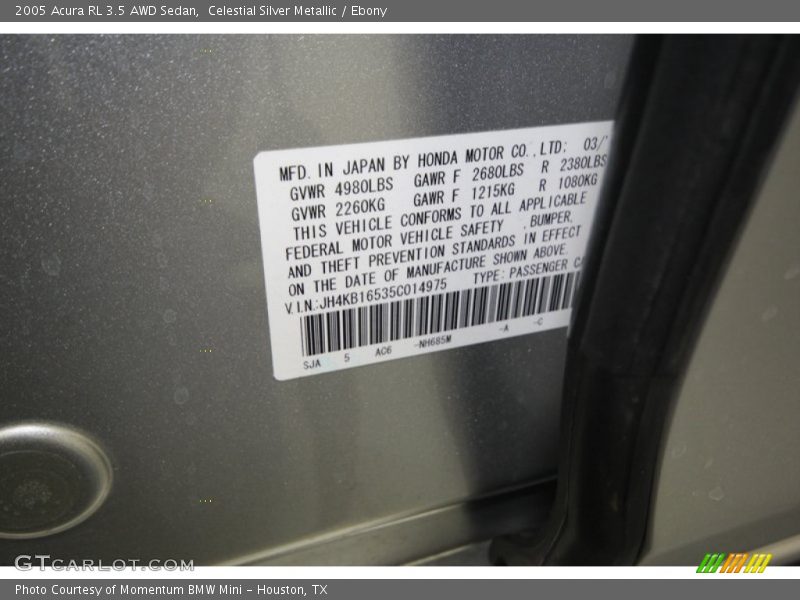 2005 Acura RL 3.5 AWD Sedan,  Celestial Silver Metallic / Ebony
MFD. IN JAPAN BY HONDA MOTOR CO.,LTD: 03/
GVWR 4980LBS GAWR F 2680LBS R 2380LBS
GVWR 2260KG GAWR F 1215KG R 1080KG
THIS VEHICLE CONFORMS TO ALL APPLICABLE
FEDERAL MOTOR VEHICLE SAFETY ,BUMPER,
AND THEFT PREVENTION STANDARDS IN EFFECT
ON THE DATE OF MANUFACTURE SHOWN ABOVE.
V.I.N.:JH4KB16535C014975 TYPE: PASSENGER CA
SJA 5 AC6 -NH685M -A -C
GTCarLot.com
Photo Courtesy of Momentum BMW Mini - Houston, TX